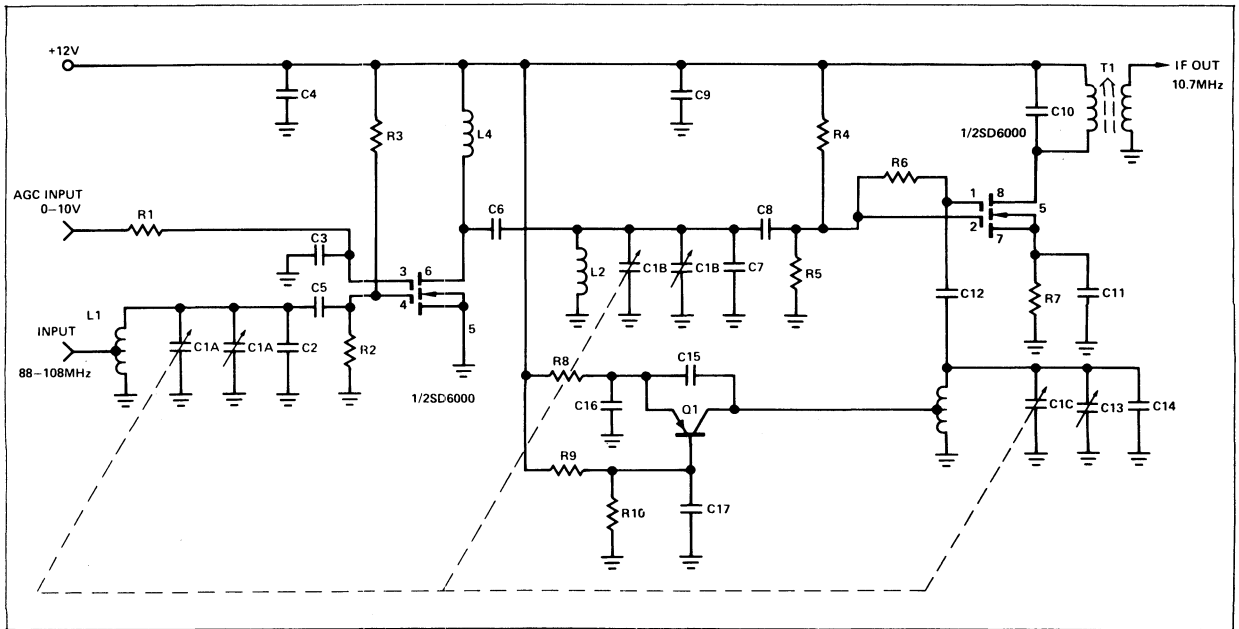 +12V
C4
R3
L4
C9
R4
C10
T1
IF OUT
10.7MHz
1/2SD6000
AGC INPUT
0–10V
R1
C3
3
6
4
5
C6
L2
C1B
C1B
C7
C8
R5
R6
1
8
5
2
7
C12
R7
C11
INPUT
88–108MHz
L1
C1A
C1A
C2
C5
R2
1/2SD6000
R8
C16
C15
Q1
R9
R10
C17
C1C
C13
C14